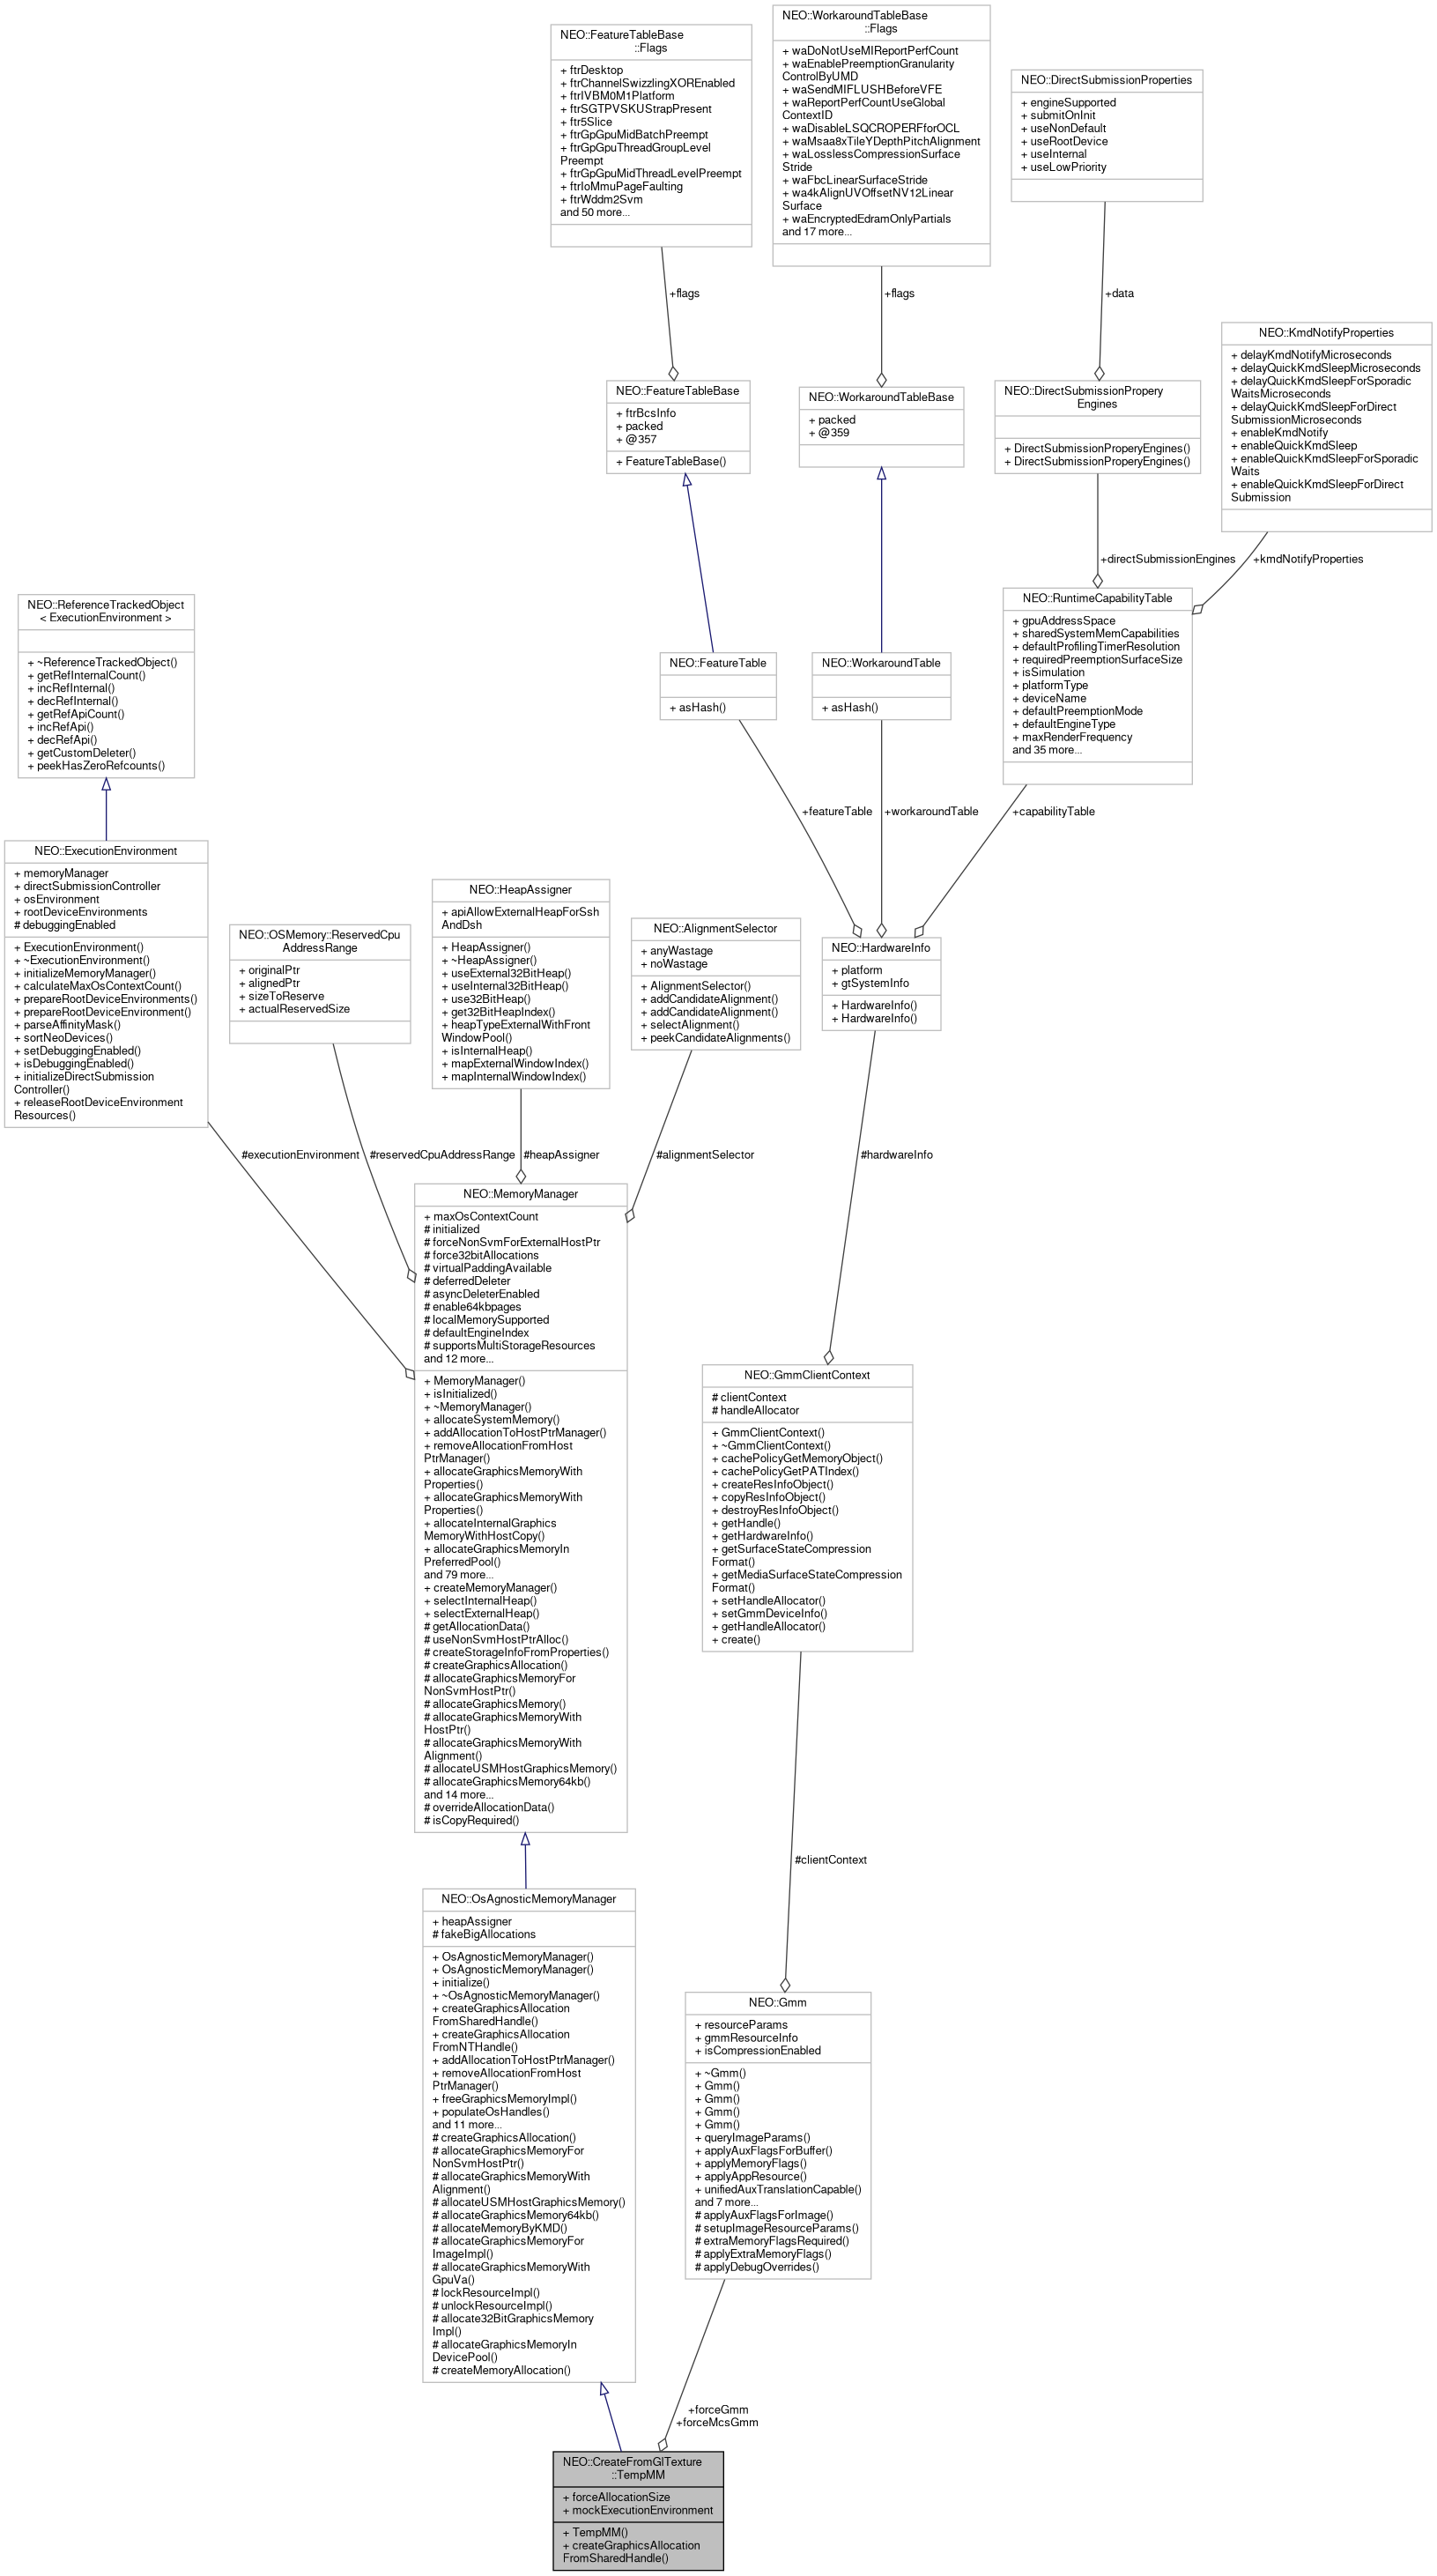 NEO::FeatureTableBase
::Flags
+ ftrDesktop
+ ftrChannelSwizzlingXOREnabled
+ ftrIVBM0M1Platform
+ ftrSGTPVSKUStrapPresent
+ ftr5Slice
+ ftrGpGpuMidBatchPreempt
+ ftrGpGpuThreadGroupLevel
Preempt
+ ftrGpGpuMidThreadLevelPreempt
+ ftrIoMmuPageFaulting
+ ftrWddm2Svm
and 50 more...
NEO::WorkaroundTableBase
::Flags
+ waDoNotUseMIReportPerfCount
+ waEnablePreemptionGranularity
ControlByUMD
+ waSendMIFLUSHBeforeVFE
+ waReportPerfCountUseGlobal
ContextID
+ waDisableLSQCROPERFforOCL
+ waMsaa8xTileYDepthPitchAlignment
+ waLosslessCompressionSurface
Stride
+ waFbcLinearSurfaceStride
+ wa4kAlignUVOffsetNV12Linear
Surface
+ waEncryptedEdramOnlyPartials
and 17 more...
NEO::DirectSubmissionProperties
+ engineSupported
+ submitOnInit
+ useNonDefault
+ useRootDevice
+ useInternal
+ useLowPriority
+flags
+flags
+data
NEO::KmdNotifyProperties
+ delayKmdNotifyMicroseconds
+ delayQuickKmdSleepMicroseconds
+ delayQuickKmdSleepForSporadic
WaitsMicroseconds
+ delayQuickKmdSleepForDirect
SubmissionMicroseconds
+ enableKmdNotify
+ enableQuickKmdSleep
+ enableQuickKmdSleepForSporadic
Waits
+ enableQuickKmdSleepForDirect
Submission
NEO::FeatureTableBase
+ ftrBcsInfo
+ packed
+ @357
+ FeatureTableBase()
NEO::WorkaroundTableBase
+ packed
+ @359
NEO::DirectSubmissionPropery
Engines
+ DirectSubmissionProperyEngines()
+ DirectSubmissionProperyEngines()
+directSubmissionEngines
+kmdNotifyProperties
NEO::ReferenceTrackedObject
< ExecutionEnvironment >
+ ~ReferenceTrackedObject()
+ getRefInternalCount()
+ incRefInternal()
+ decRefInternal()
+ getRefApiCount()
+ incRefApi()
+ decRefApi()
+ getCustomDeleter()
+ peekHasZeroRefcounts()
NEO::FeatureTable
+ asHash()
NEO::WorkaroundTable
+ asHash()
NEO::RuntimeCapabilityTable
+ gpuAddressSpace
+ sharedSystemMemCapabilities
+ defaultProfilingTimerResolution
+ requiredPreemptionSurfaceSize
+ isSimulation
+ platformType
+ deviceName
+ defaultPreemptionMode
+ defaultEngineType
+ maxRenderFrequency
and 35 more...
+featureTable
+workaroundTable
+capabilityTable
NEO::ExecutionEnvironment
+ memoryManager
+ directSubmissionController
+ osEnvironment
+ rootDeviceEnvironments
# debuggingEnabled
+ ExecutionEnvironment()
+ ~ExecutionEnvironment()
+ initializeMemoryManager()
+ calculateMaxOsContextCount()
+ prepareRootDeviceEnvironments()
+ prepareRootDeviceEnvironment()
+ parseAffinityMask()
+ sortNeoDevices()
+ setDebuggingEnabled()
+ isDebuggingEnabled()
+ initializeDirectSubmission
Controller()
+ releaseRootDeviceEnvironment
Resources()
NEO::OSMemory::ReservedCpu
AddressRange
+ originalPtr
+ alignedPtr
+ sizeToReserve
+ actualReservedSize
NEO::HeapAssigner
+ apiAllowExternalHeapForSsh
AndDsh
+ HeapAssigner()
+ ~HeapAssigner()
+ useExternal32BitHeap()
+ useInternal32BitHeap()
+ use32BitHeap()
+ get32BitHeapIndex()
+ heapTypeExternalWithFront
WindowPool()
+ isInternalHeap()
+ mapExternalWindowIndex()
+ mapInternalWindowIndex()
NEO::AlignmentSelector
+ anyWastage
+ noWastage
+ AlignmentSelector()
+ addCandidateAlignment()
+ addCandidateAlignment()
+ selectAlignment()
+ peekCandidateAlignments()
NEO::HardwareInfo
+ platform
+ gtSystemInfo
+ HardwareInfo()
+ HardwareInfo()
#executionEnvironment
#reservedCpuAddressRange
#heapAssigner
#alignmentSelector
#hardwareInfo
NEO::MemoryManager
+ maxOsContextCount
# initialized
# forceNonSvmForExternalHostPtr
# force32bitAllocations
# virtualPaddingAvailable
# deferredDeleter
# asyncDeleterEnabled
# enable64kbpages
# localMemorySupported
# defaultEngineIndex
# supportsMultiStorageResources
and 12 more...
+ MemoryManager()
+ isInitialized()
+ ~MemoryManager()
+ allocateSystemMemory()
+ addAllocationToHostPtrManager()
+ removeAllocationFromHost
PtrManager()
+ allocateGraphicsMemoryWith
Properties()
+ allocateGraphicsMemoryWith
Properties()
+ allocateInternalGraphics
MemoryWithHostCopy()
+ allocateGraphicsMemoryIn
PreferredPool()
and 79 more...
+ createMemoryManager()
+ selectInternalHeap()
+ selectExternalHeap()
# getAllocationData()
# useNonSvmHostPtrAlloc()
# createStorageInfoFromProperties()
# createGraphicsAllocation()
# allocateGraphicsMemoryFor
NonSvmHostPtr()
# allocateGraphicsMemory()
# allocateGraphicsMemoryWith
HostPtr()
# allocateGraphicsMemoryWith
Alignment()
# allocateUSMHostGraphicsMemory()
# allocateGraphicsMemory64kb()
and 14 more...
# overrideAllocationData()
# isCopyRequired()
NEO::GmmClientContext
# clientContext
# handleAllocator
+ GmmClientContext()
+ ~GmmClientContext()
+ cachePolicyGetMemoryObject()
+ cachePolicyGetPATIndex()
+ createResInfoObject()
+ copyResInfoObject()
+ destroyResInfoObject()
+ getHandle()
+ getHardwareInfo()
+ getSurfaceStateCompression
Format()
+ getMediaSurfaceStateCompression
Format()
+ setHandleAllocator()
+ setGmmDeviceInfo()
+ getHandleAllocator()
+ create()
#clientContext
NEO::OsAgnosticMemoryManager
+ heapAssigner
# fakeBigAllocations
+ OsAgnosticMemoryManager()
+ OsAgnosticMemoryManager()
+ initialize()
+ ~OsAgnosticMemoryManager()
+ createGraphicsAllocation
FromSharedHandle()
+ createGraphicsAllocation
FromNTHandle()
+ addAllocationToHostPtrManager()
+ removeAllocationFromHost
PtrManager()
+ freeGraphicsMemoryImpl()
+ populateOsHandles()
and 11 more...
# createGraphicsAllocation()
# allocateGraphicsMemoryFor
NonSvmHostPtr()
# allocateGraphicsMemoryWith
Alignment()
# allocateUSMHostGraphicsMemory()
# allocateGraphicsMemory64kb()
# allocateMemoryByKMD()
# allocateGraphicsMemoryFor
ImageImpl()
# allocateGraphicsMemoryWith
GpuVa()
# lockResourceImpl()
# unlockResourceImpl()
# allocate32BitGraphicsMemory
Impl()
# allocateGraphicsMemoryIn
DevicePool()
# createMemoryAllocation()
NEO::Gmm
+ resourceParams
+ gmmResourceInfo
+ isCompressionEnabled
+ ~Gmm()
+ Gmm()
+ Gmm()
+ Gmm()
+ Gmm()
+ queryImageParams()
+ applyAuxFlagsForBuffer()
+ applyMemoryFlags()
+ applyAppResource()
+ unifiedAuxTranslationCapable()
and 7 more...
# applyAuxFlagsForImage()
# setupImageResourceParams()
# extraMemoryFlagsRequired()
# applyExtraMemoryFlags()
# applyDebugOverrides()
+forceGmm
+forceMcsGmm
NEO::CreateFromGlTexture
::TempMM
+ forceAllocationSize
+ mockExecutionEnvironment
+ TempMM()
+ createGraphicsAllocation
FromSharedHandle()